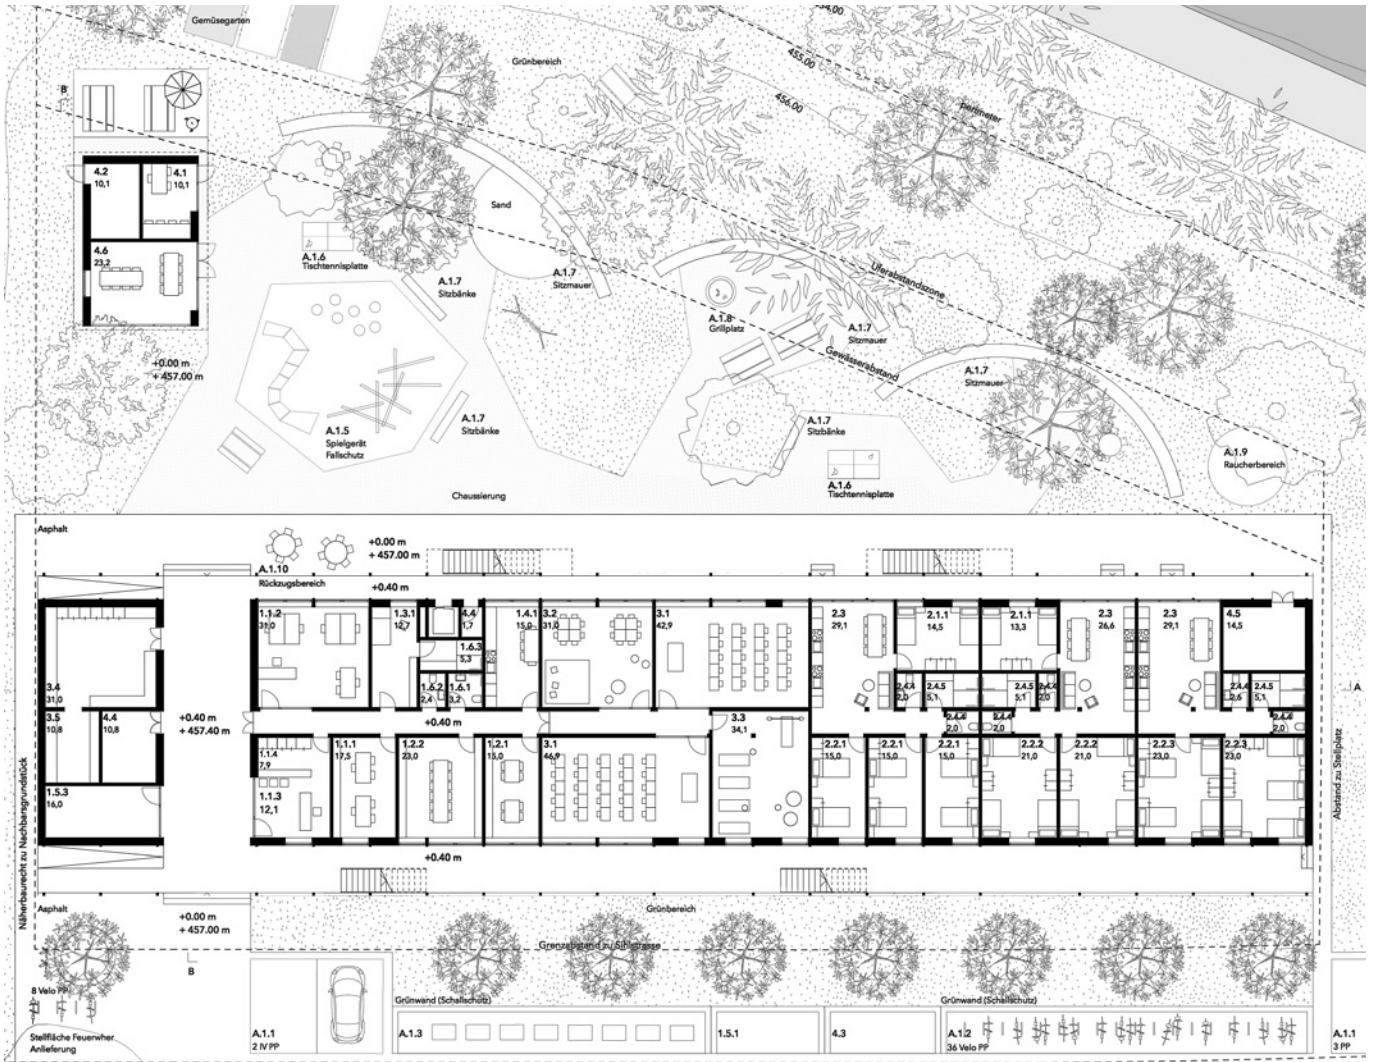 Gemüsegarten
454.00
Grünbereich
455.00
B
456.00
perimeter
4.2
10,1
4.1
10,1
Sand
4.6
23,2
A.1.6
Tischtennisplatte
A.1.7
Sitzbänke
A.1.7
Sitzmauer
Uferabstandszone
A.1.8
Grillplatz
A.1.7
Sitzmauer
Gewässerabstand
+0.00 m
+ 457.00 m
A.1.7
Sitzmauer
A.1.5
Spielgerät
Fallschutz
A.1.7
Sitzbänke
A.1.7
Sitzbänke
A.1.6
Tischtennisplatte
A.1.9
Raucherbereich
Chaussierung
Asphalt
+0.00 m
+ 457.00 m
A.1.10
Rückzugsbereich
+0.40 m
1.1.2
31,0
1.3.1
12,7
4.4
1,7
1.4.1
15,0
3.2
31,0
3.1
42,9
2.3
29,1
2.1.1
14,5
2.1.1
13,3
2.3
26,6
2.3
29,1
4.5
14,5
1.6.3
5,3
1.6.2
2,4
1.6.1
3,2
2.4.4
2,0
2.4.5
5,1
2.4.5
5,1
2.4.4
2,0
2.4.4
2,6
2.4.5
5,1
3.4
31,0
3.5
10,8
4.4
10,8
+0.40 m
+ 457.40 m
+0.40 m
3.3
34,1
2.4.4
2,0
2.4.4
2,0
2.4.4
2,0
A
1.1.4
7,9
1.1.3
12,1
1.1.1
17,5
1.2.2
23,0
1.2.1
15,0
3.1
46,9
2.2.1
15,0
2.2.1
15,0
2.2.1
15,0
2.2.2
21,0
2.2.2
21,0
2.2.3
23,0
2.2.3
23,0
1.5.3
16,0
+0.40 m
Näherbaurecht zu Nachbarsgrundstück
Abstand zu Stellplatz
Asphalt
+0.00 m
+ 457.00 m
Grünbereich
Grenzabstand zu Sihlstrasse
B
8 Velo PP
Grünwand (Schallschutz)
Grünwand (Schallschutz)
Stellfläche Feuerwher
Anlieferung
A.1.1
2 IV PP
A.1.3
1.5.1
4.3
A.1.2
36 Velo PP
A.1.1
3 PP